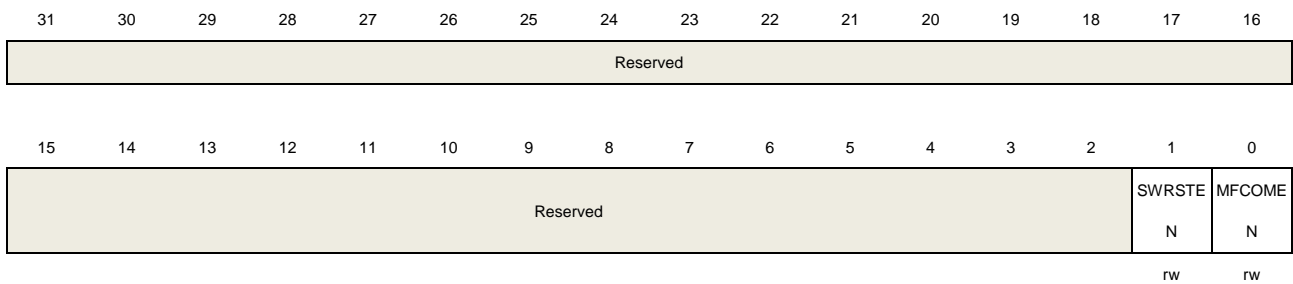 31 30 29 28 27 26 25 24 23 22 21 20 19 18 17 16
Reserved
15 14 13 12 11 10 9 8 7 6 5 4 3 2 1 0
Reserved SWRSTE MFCOME
N N
rw rw